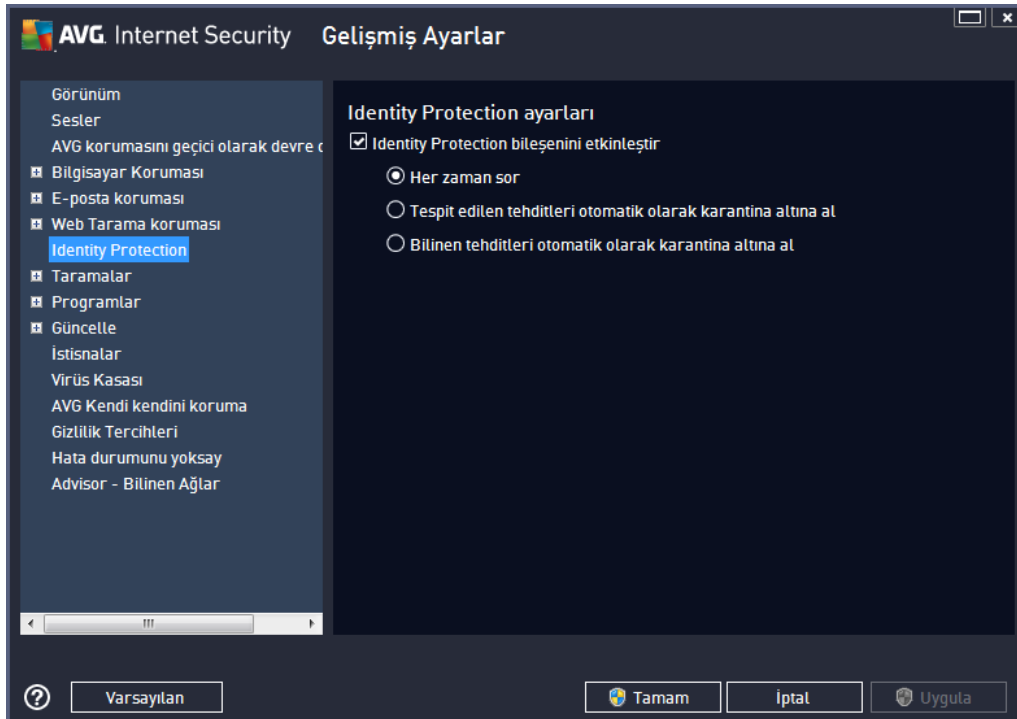 AVG. Internet Security Gelişmiş Ayarlar
Görünüm
Sesler
AVG korumasını geçici olarak devre
Bilgisayar Koruması
E-posta koruması
Web Tarama koruması
Identity Protection
Taramalar
Programlar
Güncelle
İstisnalar
Virüs Kasası
AVG Kendi kendini koruma
Gizlilik Tercihleri
Hata durumunu yoksay
Advisor - Bilinen Ağlar
Identity Protection ayarları
Identity Protection bileşenini etkinleştir
Her zaman sor
Tespit edilen tehditleri otomatik olarak karantina altına al
Bilinen tehditleri otomatik olarak karantina altına al
Varsayılan
Tamam
İptal
Uygula